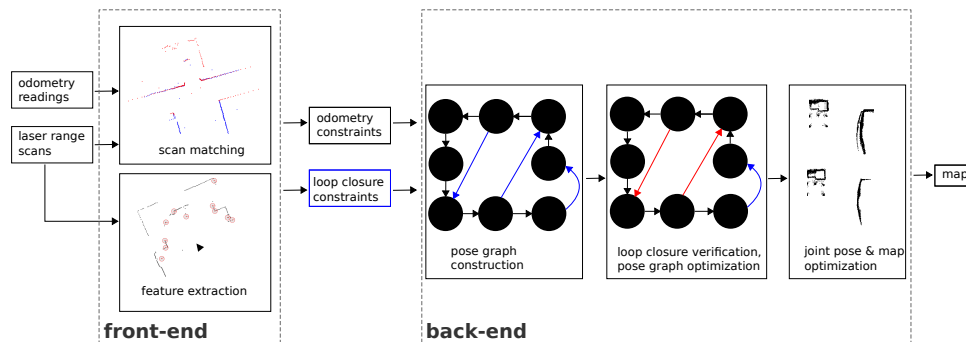 odometry
readings
laser range
scans
scan matching
feature extraction
front-end
odometry
constraints
loop closure
constraints
pose graph
construction
loop closure verification,
pose graph optimization
joint pose & map
optimization
back-end
map